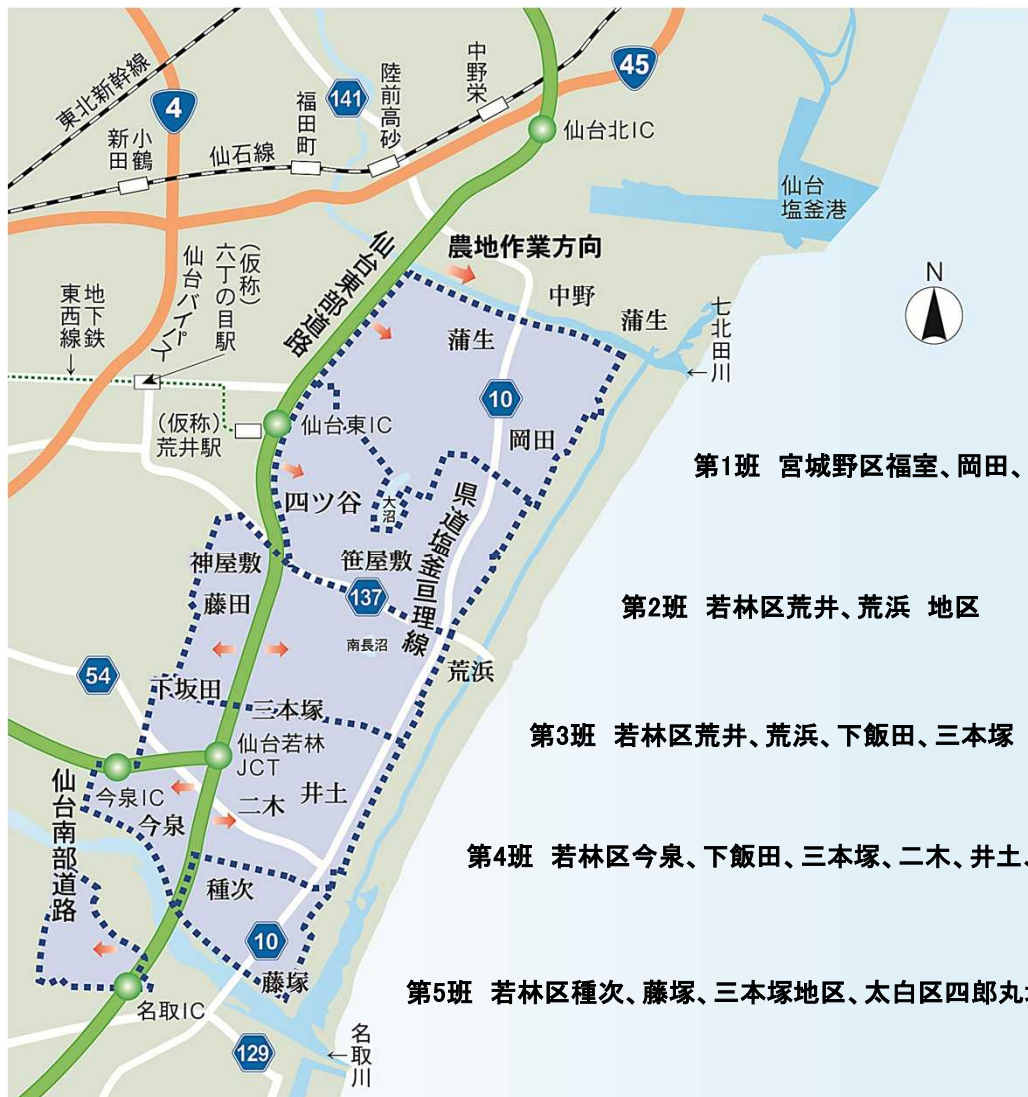 東北新幹線
4
小鶴
新田
仙石線
福田町
141
陸前高砂
中野栄
45
仙台北IC
仙台
塩釜港
仙台東部道路
農地作業方向
中野
蒲生
七北田川
←
N
地下鉄
東西線
仙台バイパス
(仮称)
六丁の目駅
蒲生
10
岡田
(仮称)
荒井駅
仙台東IC
四ツ谷
大沼
県道塩釜亘理線
第1班 宮城野区福室、岡田、
神屋敷
笹屋敷
藤田
137
南長沼
第2班 若林区荒井、荒浜 地区
荒浜
54
下坂田
三本塚
第3班 若林区荒井、荒浜、下飯田、三本塚
仙台若林
JCT
今泉IC
仙台南部道路
今泉
二木
井土
第4班 若林区今泉、下飯田、三本塚、二木、井土、
種次
10
藤塚
第5班 若林区種次、藤塚、三本塚地区、太白区四郎丸
名取IC
129
←名取川